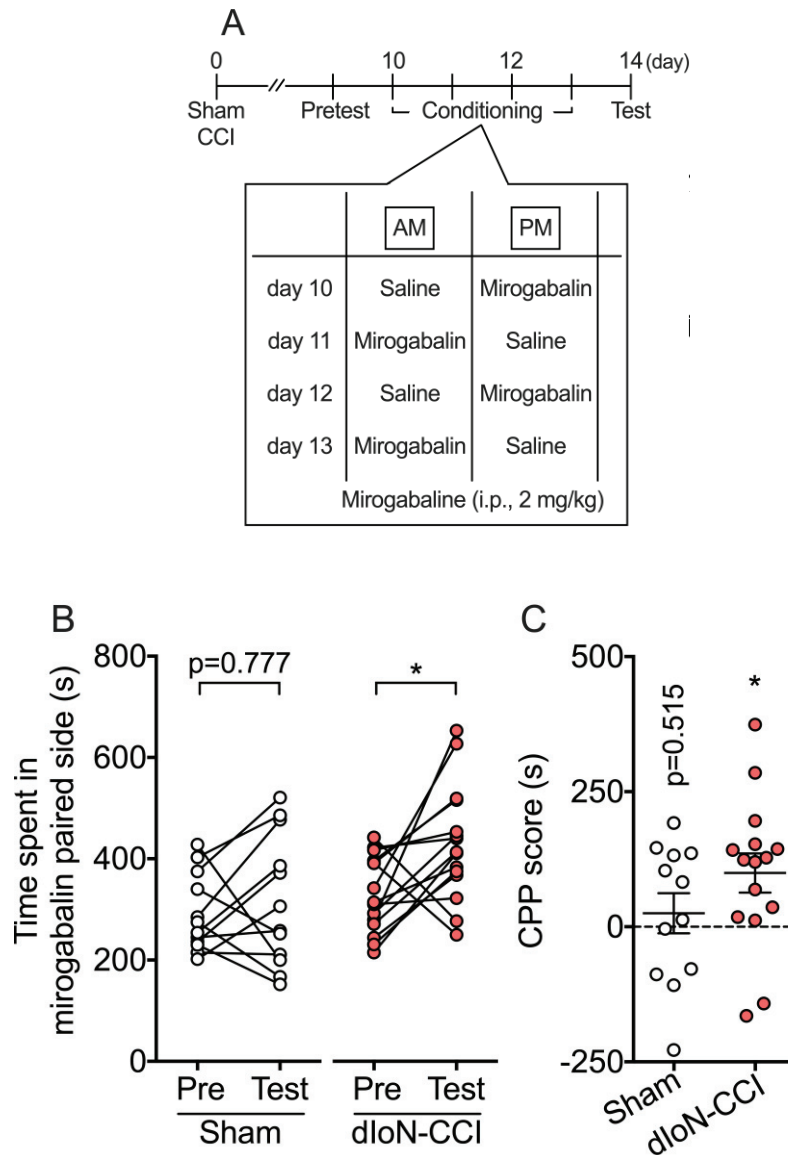 A
0 10 12 14 (day)
Sham Pretest Conditioning Test
CCI
AM PM
day 10 Saline Mirogabalin
day 11 Mirogabalin Saline
day 12 Saline Mirogabalin
day 13 Mirogabalin Saline
Mirogabaline (i.p., 2 mg/kg)
B
Time spent in
mirogabalin paired side (s)
800
600
400
200
0
p=0.777 *
Pre Test Pre Test
Sham dIoN-CCI
C
CPP score (s)
500
250
0
-250
p=0.515
*
Sham
dIoN-CCI